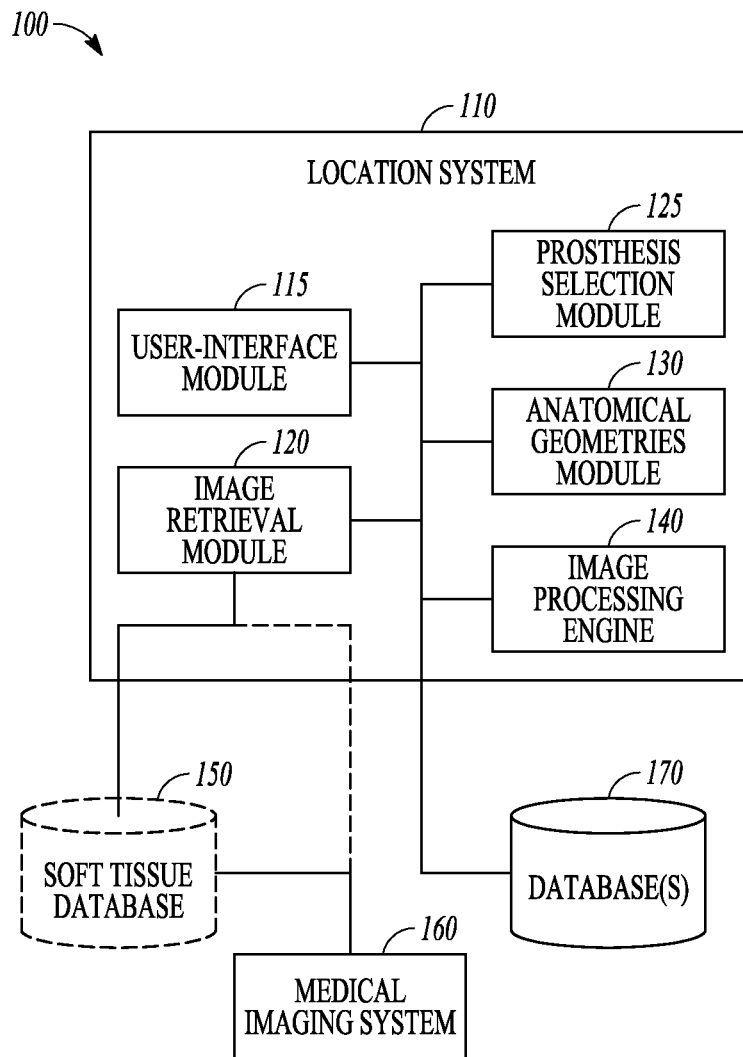 100
110
LOCATION SYSTEM
125
PROSTHESIS
SELECTION
MODULE
115
USER-INTERFACE
MODULE
130
ANATOMICAL
GEOMETRIES
MODULE
120
IMAGE
RETRIEVAL
MODULE
140
IMAGE
PROCESSING
ENGINE
150
SOFT TISSUE
DATABASE
170
DATABASE(S)
160
MEDICAL
IMAGING SYSTEM